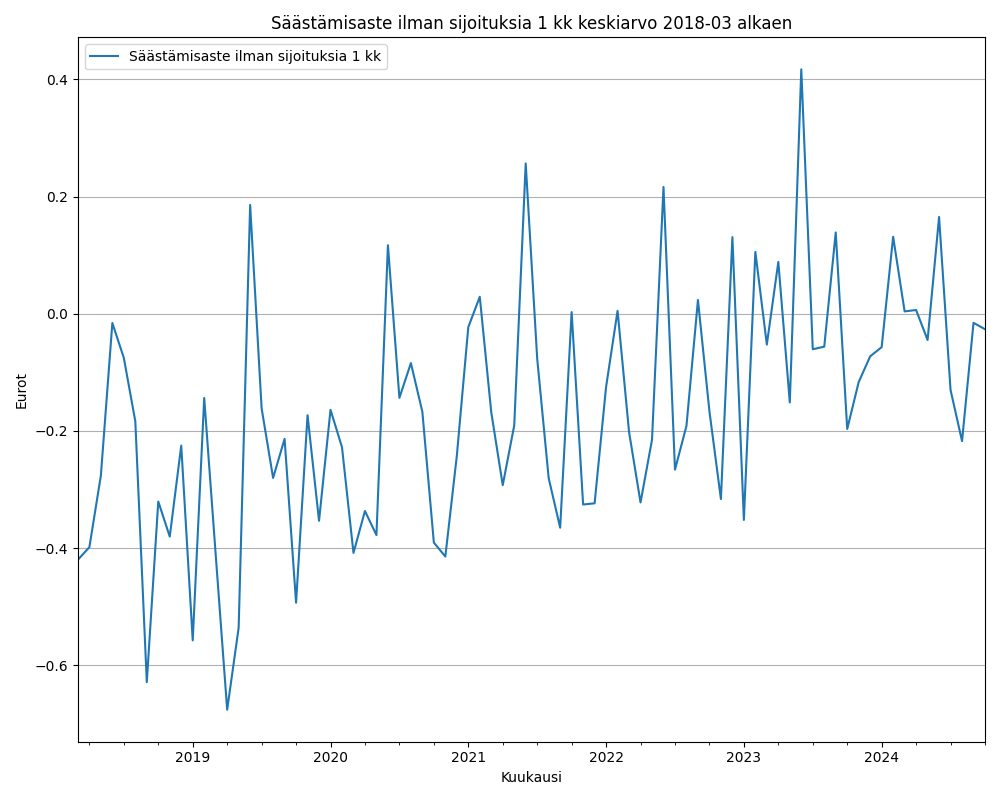 Säästämisaste ilman sijoituksia 1 kk keskiarvo 2018-03 alkaen
Säästämisaste ilman sijoituksia 1 kk
0.4
0.2
0.0
−0.2
−0.4
−0.6
Eurot
2019 2020 2021 2022 2023 2024
Kuukausi